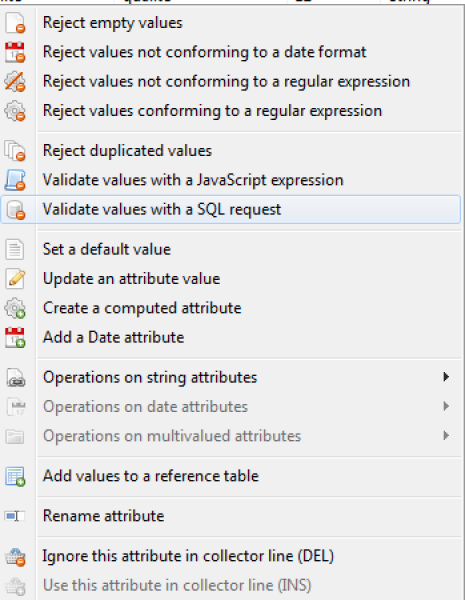 Reject empty values
Reject values not conforming to a date format
Reject values not conforming to a regular expression
Reject values conforming to a regular expression
Reject duplicated values
Validate values with a JavaScript expression
Validate values with a SQL request
Set a default value
Update an attribute value
Create a computed attribute
Add a Date attribute
Operations on string attributes
Operations on date attributes
Operations on multivalued attributes
Add values to a reference table
Rename attribute
Ignore this attribute in collector line (DEL)
Use this attribute in collector line (INS)